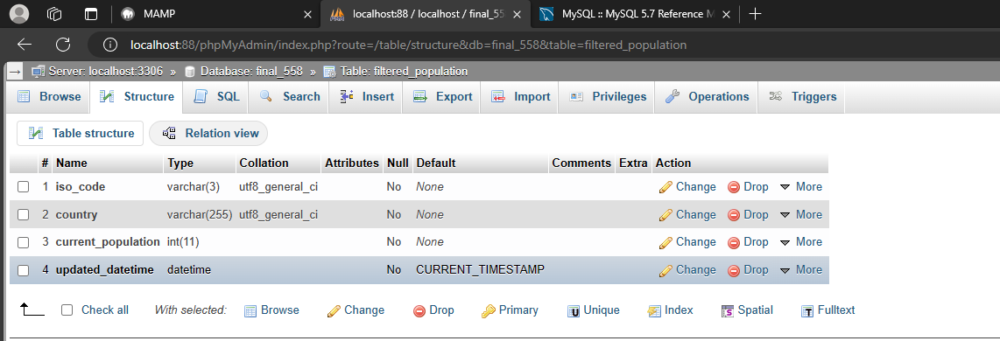 MAMP
localhost:88 / localhost / final_55
MySQL :: MySQL 5.7 Reference M
localhost:88/phpMyAdmin/index.php?route=/table/structure&db=final_558&table=filtered_population
Server: localhost:3306 » Database: final_558 » Table: filtered_population
Browse Structure SQL Search Insert Export Import Privileges Operations Triggers
Table structure Relation view
# Name Type Collation Attributes Null Default Comments Extra Action
1 iso_code varchar(3) utf8_general_ci No None Change Drop More
2 country varchar(255) utf8_general_ci No None Change Drop More
3 current_population int(11) No None Change Drop More
4 updated_datetime datetime No CURRENT_TIMESTAMP Change Drop More
Check all With selected: Browse Change Drop Primary Unique Index Spatial Fulltext